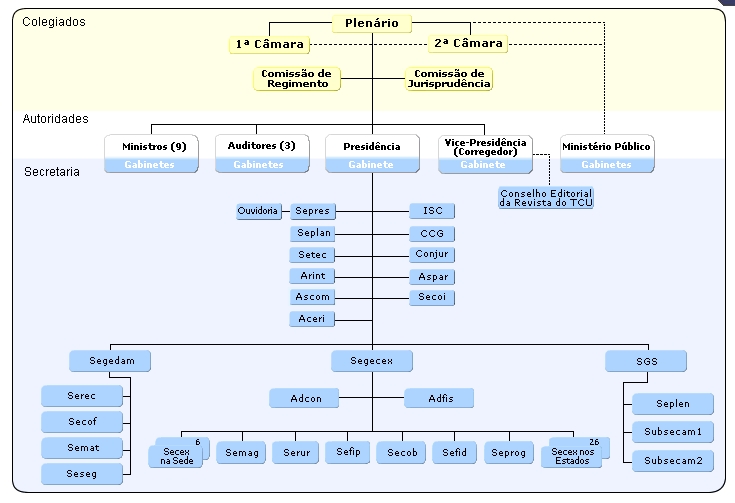 Colegiados
Plenário
1ª Câmara
2ª Câmara
Comissão de
Regimento
Comissão de
Jurisprudência
Autoridades
Ministros (9)
Gabinetes
Auditores (3)
Gabinetes
Presidência
Gabinete
Vice-Presidência
(Corregedor)
Gabinete
Ministério Público
Gabinetes
Secretaria
Conselho Editorial
da Revista do TCU
Ouvidoria
Sepres
ISC
Seplan
CCG
Setec
Conjur
Arint
Aspar
Ascom
Secoi
Aceri
Segedam
Segecex
SGS
Serec
Secof
Semat
Seseg
Adcon
Adfis
Seplen
Subsecam1
Subsecam2
6
Secex
na Sede
Semag
Serur
Sefip
Secob
Sefid
Seprog
26
Secex nos
Estados